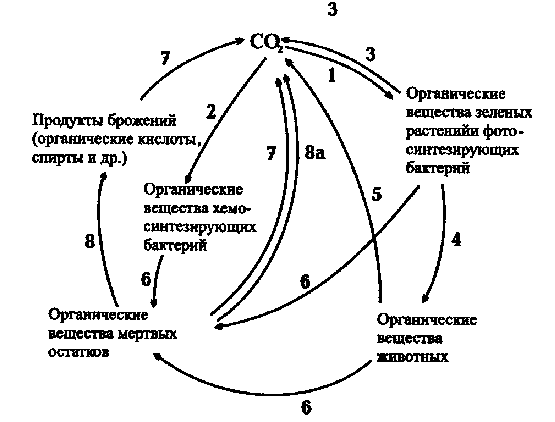 3
CO₂
3
7
1
Органические
вещества зеленых
растенийи фото-
синтезирующих
бактерий
2
Продукты брожений
(органические кислоты,
спирты и др.)
7
8а
Органические
вещества хемо-
синтезирующих
бактерий
5
8
4
6
6
Органические
вещества мертвых
остатков
Органические
вещества
животных
6